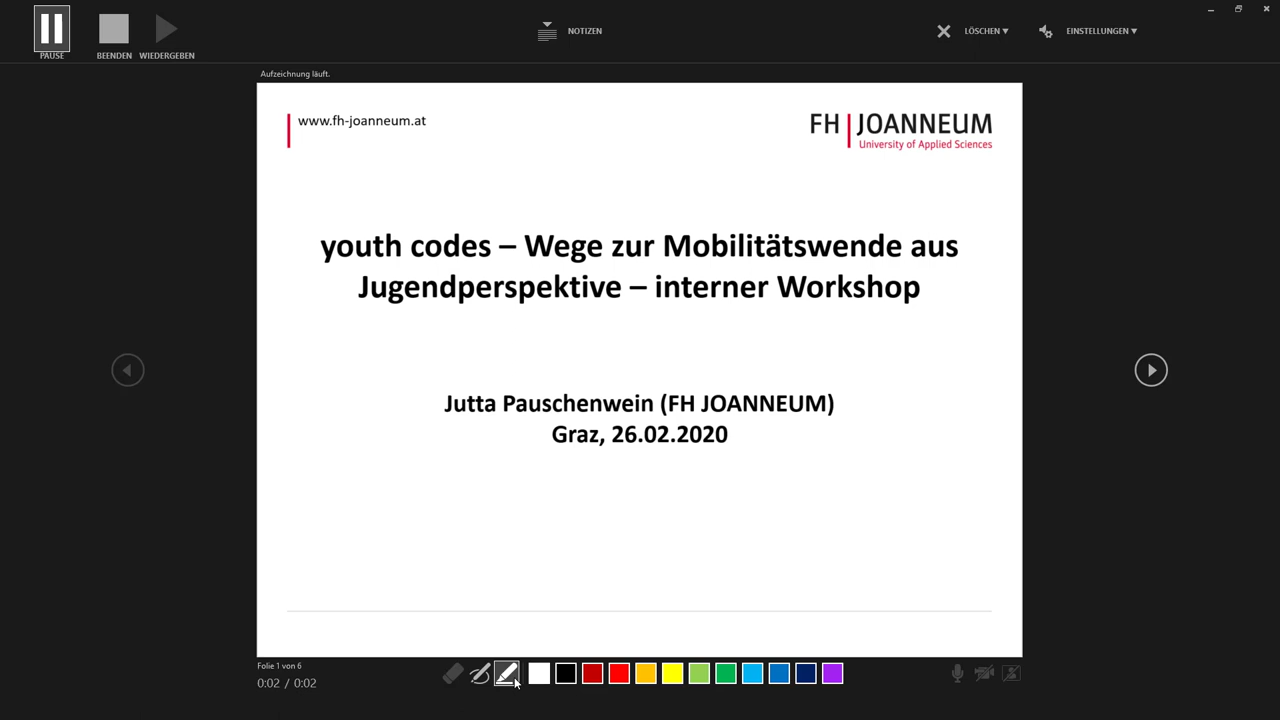 PAUSE
BEENDEN
WIEDERGEBEN
NOTIZEN
LÖSCHEN
EINSTELLUNGEN
Aufzeichnung läuft.
www.fh-joanneum.at
FH JOANNEUM
University of Applied Sciences
youth codes – Wege zur Mobilitätswende aus
Jugendperspektive – interner Workshop
Jutta Pauschenwein (FH JOANNEUM)
Graz, 26.02.2020
Folie 1 von 6
0:02 / 0:02